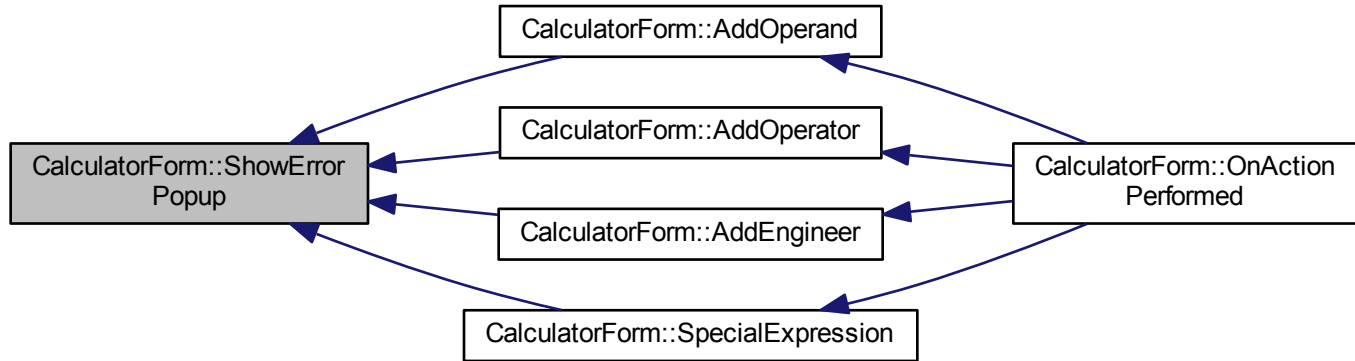 CalculatorForm::AddOperand
CalculatorForm::AddOperator
CalculatorForm::ShowError
Popup
CalculatorForm::OnAction
Performed
CalculatorForm::AddEngineer
CalculatorForm::SpecialExpression